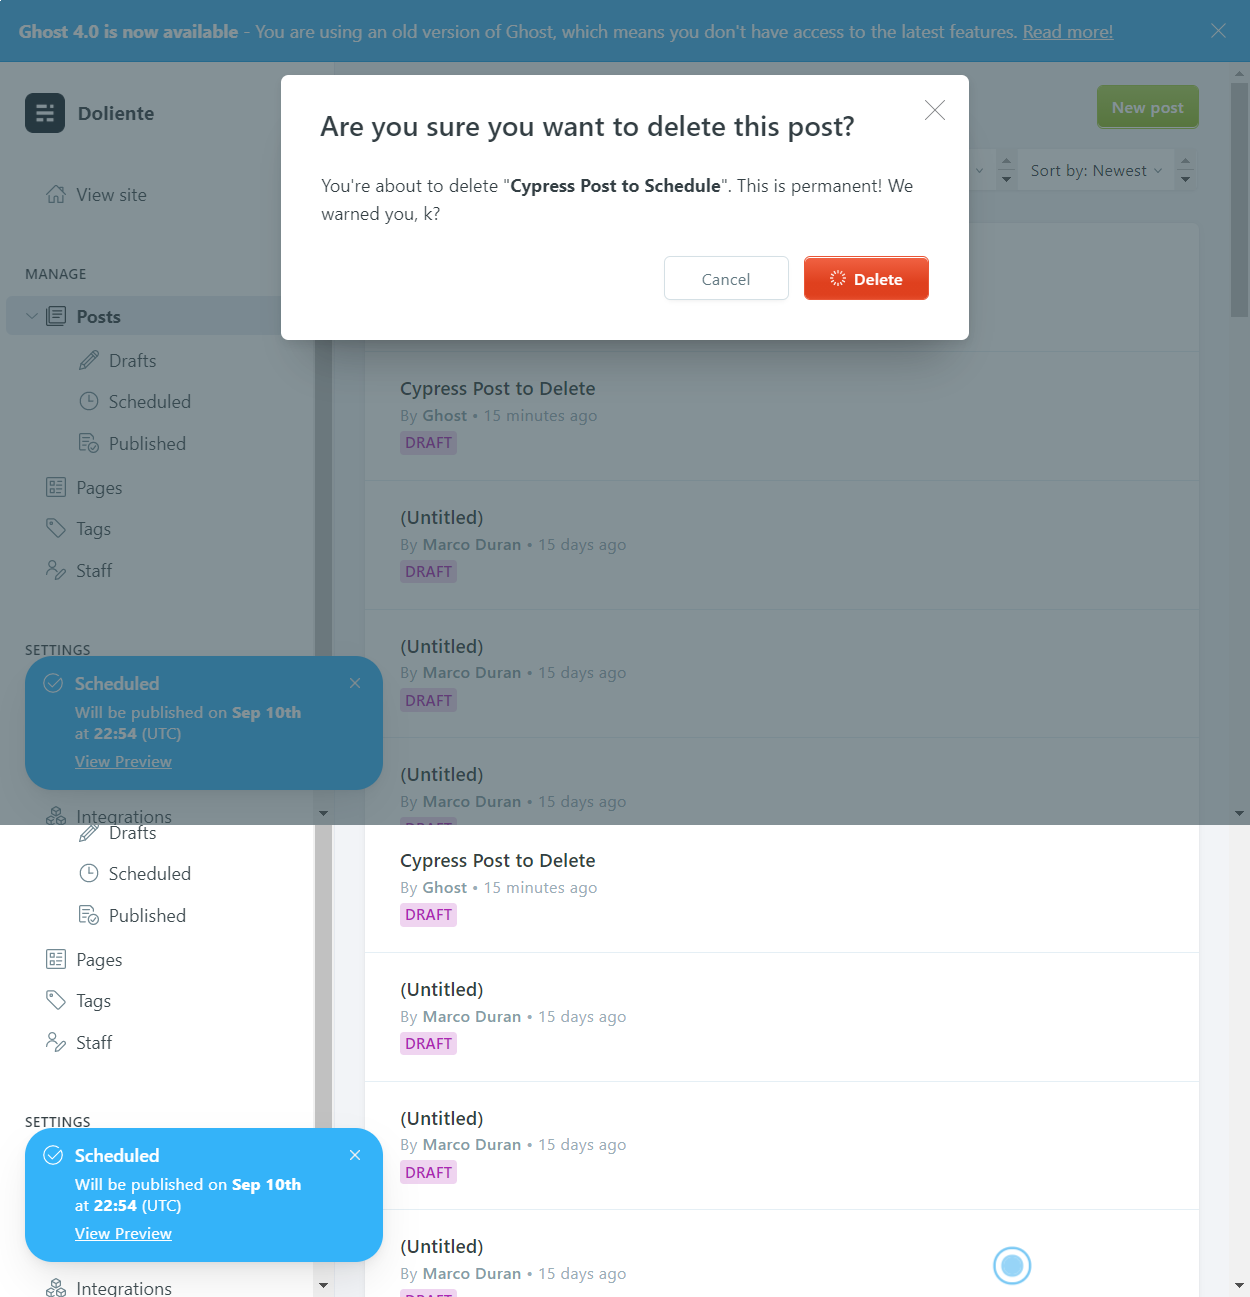 Ghost 4.0 is now available - You are using an old version of Ghost, which means you don't have access to the latest features. Read more!
Doliente
New post
Are you sure you want to delete this post?
Sort by: Newest
You're about to delete "Cypress Post to Schedule". This is permanent! We
warned you, k?
View site
Cancel
Delete
MANAGE
Posts
Drafts
Scheduled
Published
Pages
Tags
Staff
SETTINGS
Scheduled
Will be published on Sep 10th
at 22:54 (UTC)
View Preview
Integrations
Cypress Post to Delete
By Ghost • 15 minutes ago
DRAFT
(Untitled)
By Marco Duran • 15 days ago
DRAFT
(Untitled)
By Marco Duran • 15 days ago
DRAFT
(Untitled)
By Marco Duran • 15 days ago
DRAFT
Drafts
Scheduled
Published
Pages
Tags
Staff
SETTINGS
Scheduled
Will be published on Sep 10th
at 22:54 (UTC)
View Preview
Integrations
Cypress Post to Delete
By Ghost • 15 minutes ago
DRAFT
(Untitled)
By Marco Duran • 15 days ago
DRAFT
(Untitled)
By Marco Duran • 15 days ago
DRAFT
(Untitled)
By Marco Duran • 15 days ago
DRAFT